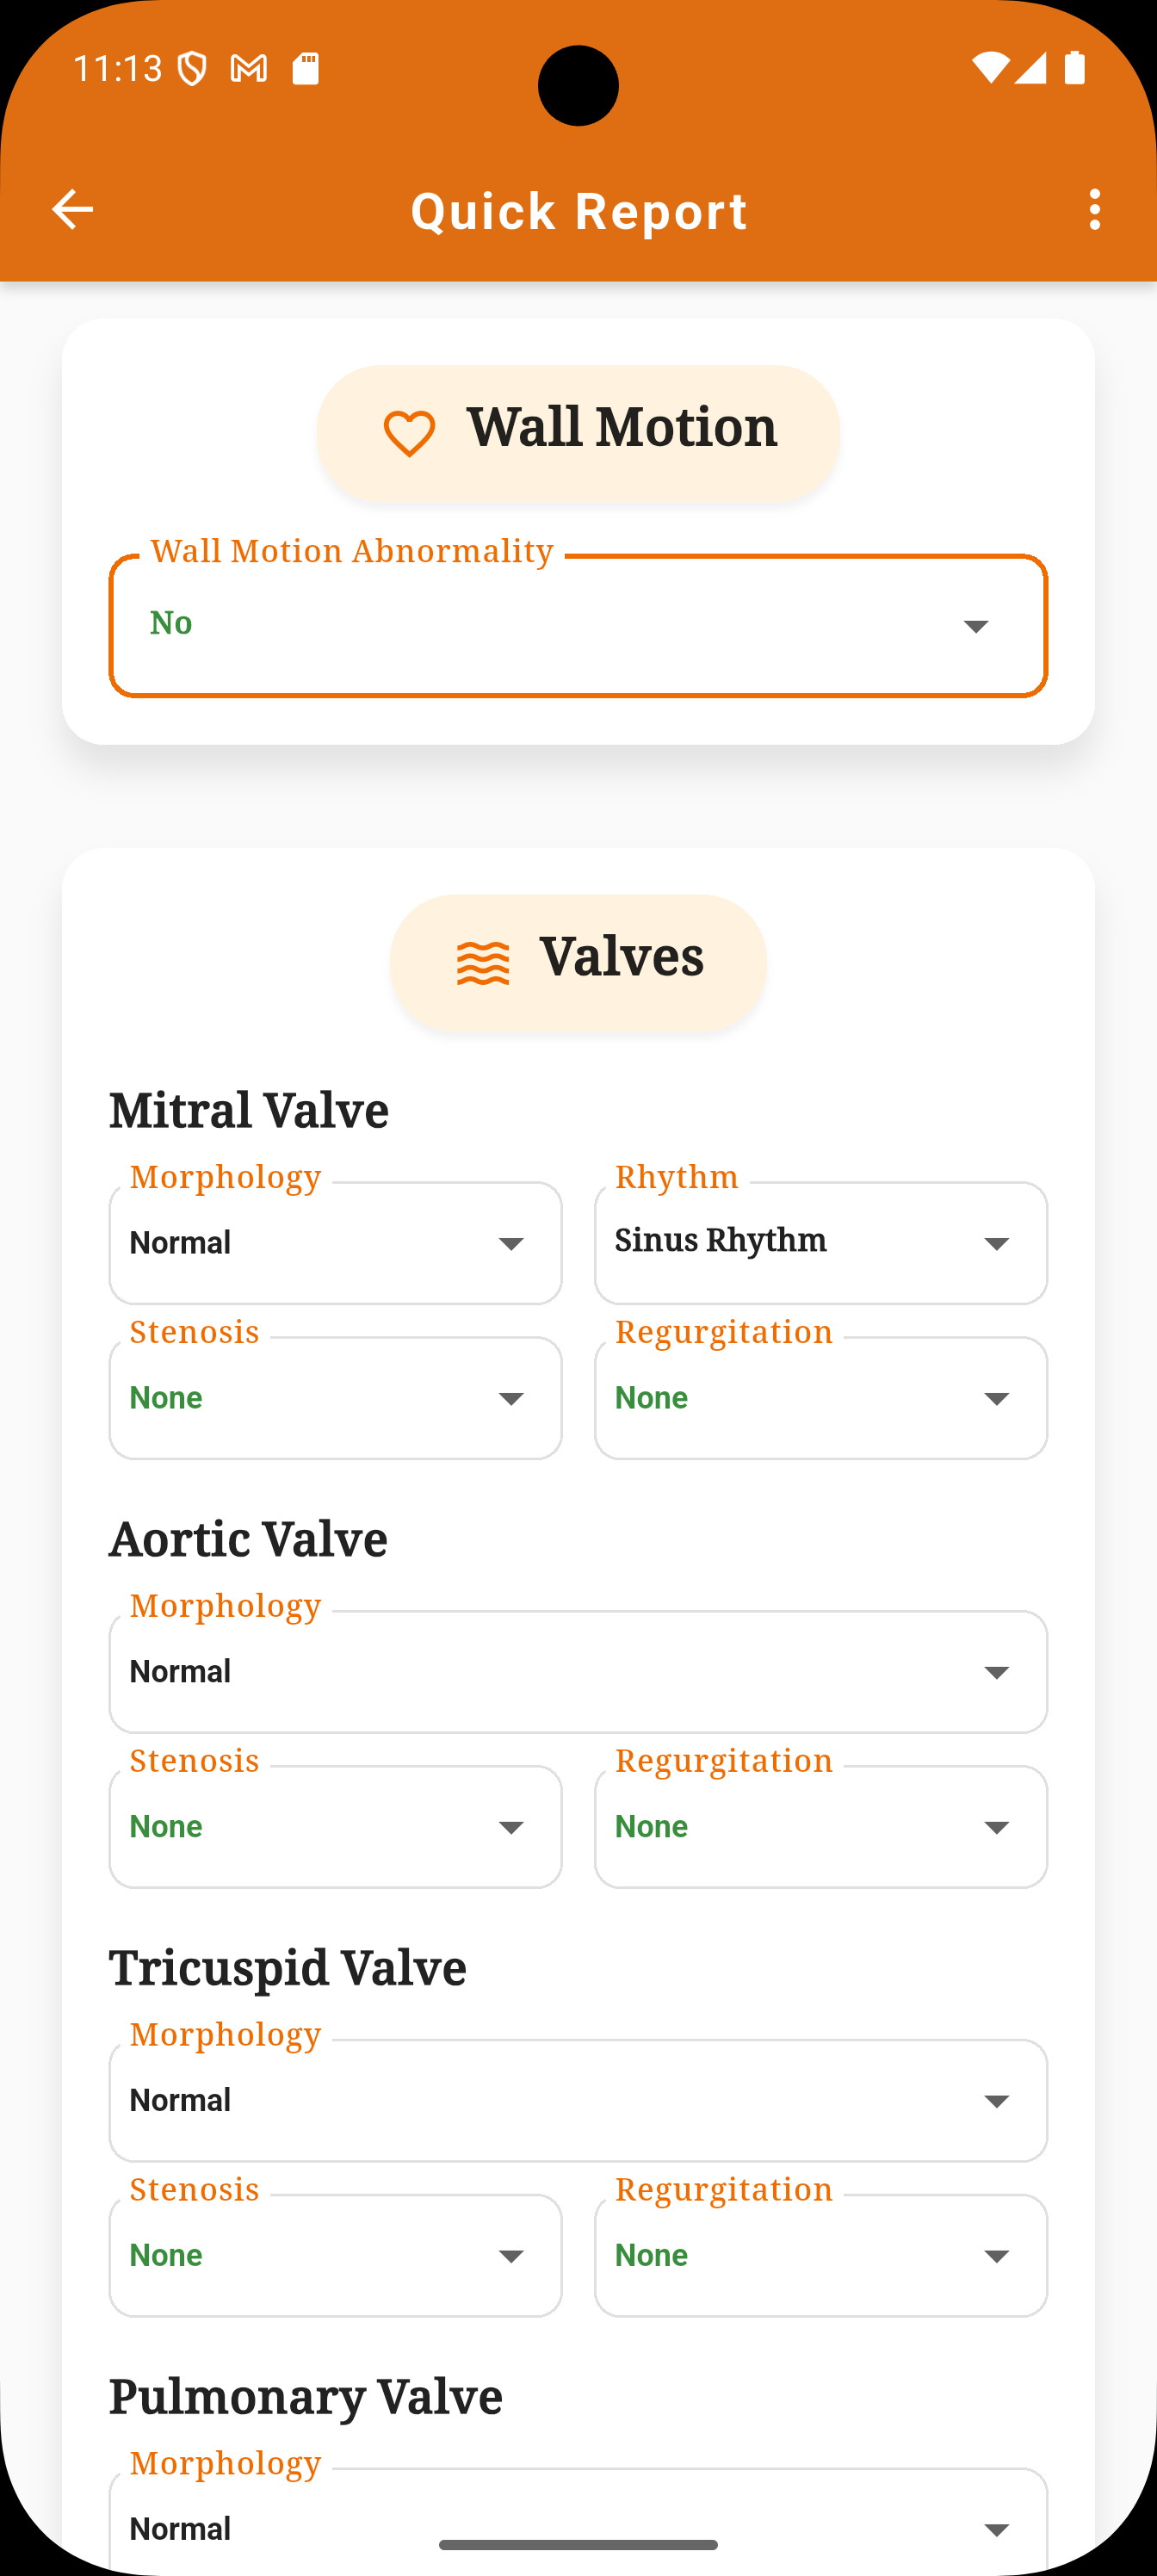 11:13
Quick Report
Wall Motion
Wall Motion Abnormality
No
Valves
Mitral Valve
Morphology Rhythm
Normal Sinus Rhythm
Stenosis Regurgitation
None None
Aortic Valve
Morphology
Normal
Stenosis Regurgitation
None None
Tricuspid Valve
Morphology
Normal
Stenosis Regurgitation
None None
Pulmonary Valve
Morphology
Normal